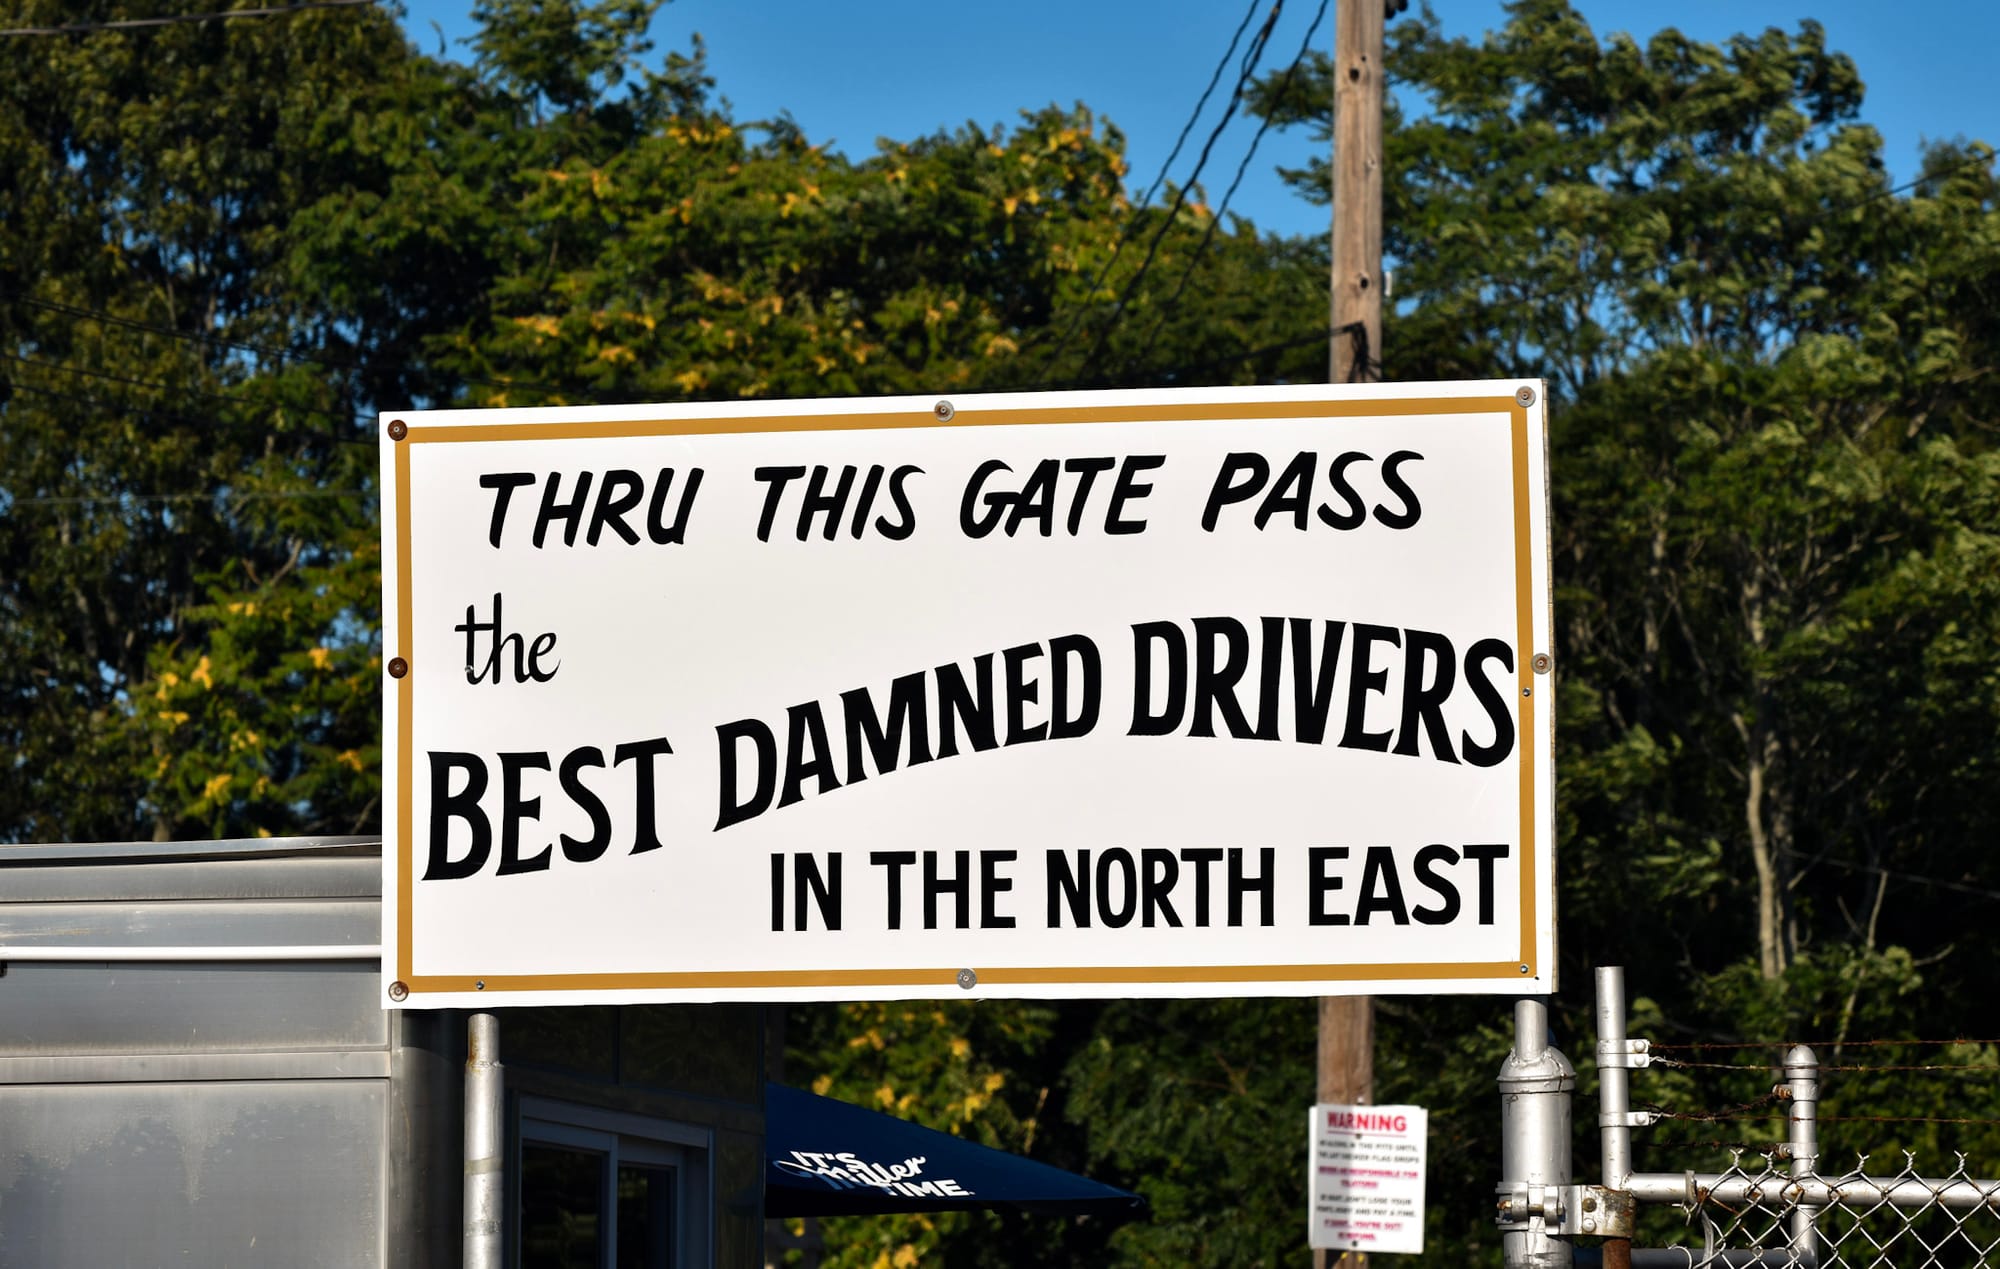 THRU THIS GATE PASS
the
BEST DAMNED DRIVERS
IN THE NORTH EAST
IT'S
Miller
TIME.
WARNING